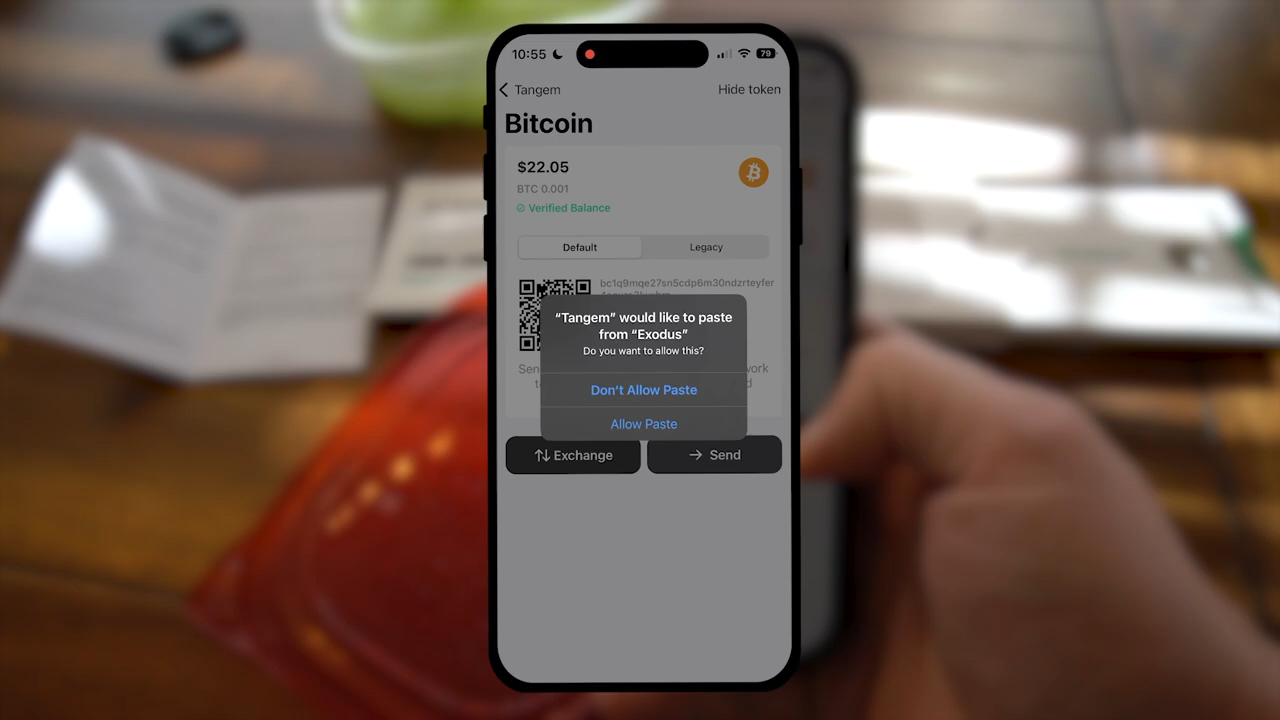 10:55
79
Tangem
Hide token
Bitcoin
$22.05
BTC 0.001
Verified Balance
Default
Legacy
bc1q9mqe27sn5cdp6m30ndzrteyfer
“Tangem” would like to paste
from “Exodus”
Do you want to allow this?
Don’t Allow Paste
Allow Paste
Exchange
Send